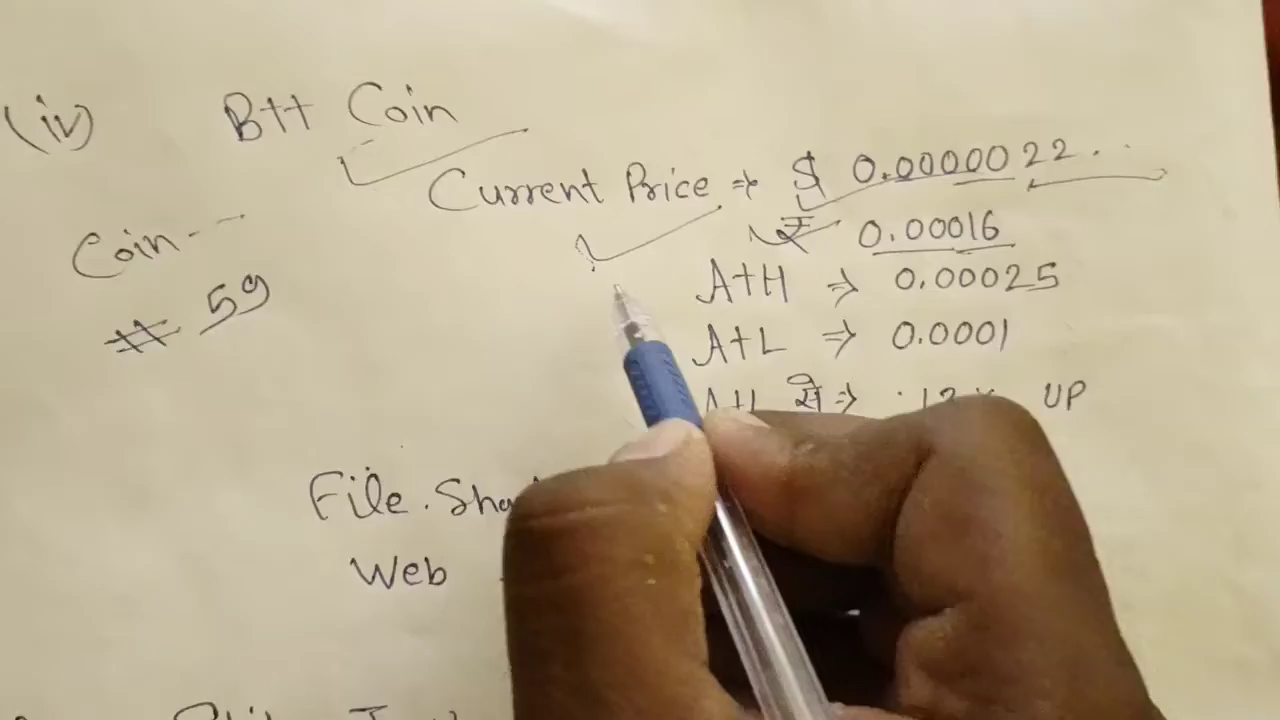 (iv) Btt Coin
Current Price ⇒ $ 0.0000022...
₹ 0.00016
Coin--
# 59
AtH ⇒ 0.00025
AtL ⇒ 0.0001
से ⇒ UP
File.
Web